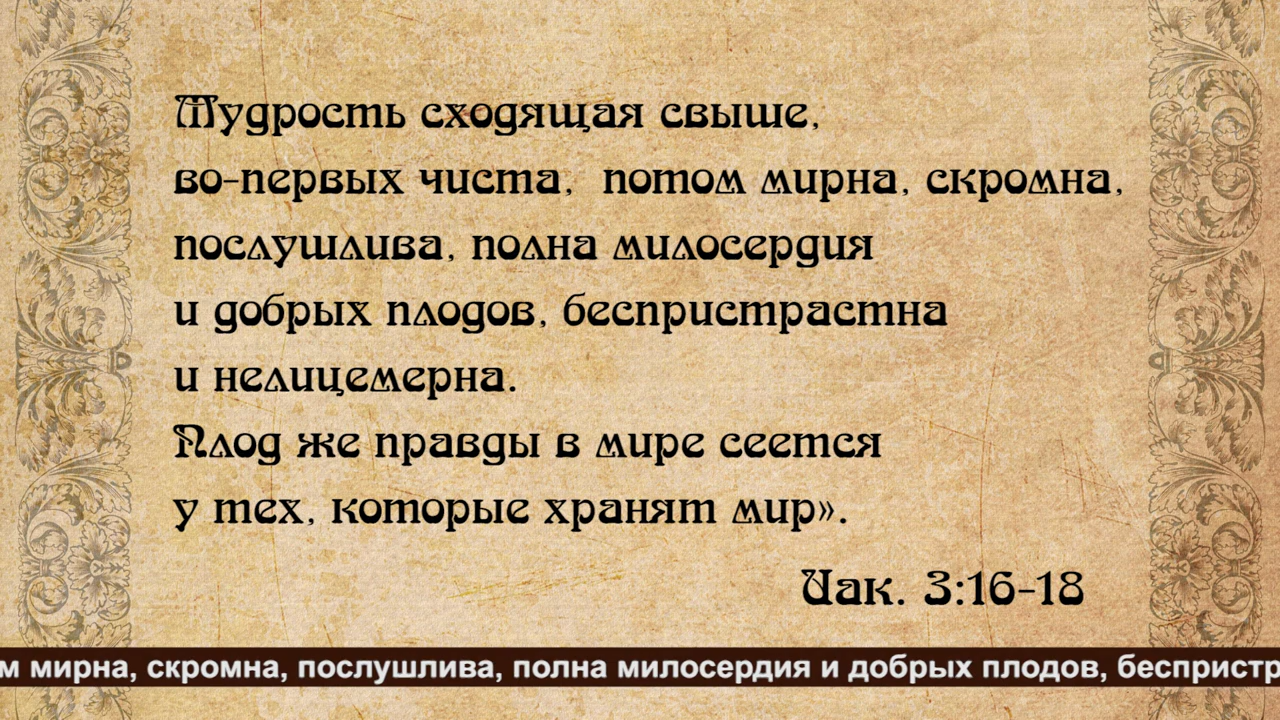 Мудрость сходящая свыше,
во-первых чиста, потом мирна, скромна,
послушлива, полна милосердия
и добрых плодов, беспристрастна
и нелицемерна.
Плод же правды в мире сеется
у тех, которые хранят мир».
Иак. 3:16-18
м мирна, скромна, послушлива, полна милосердия и добрых плодов, беспристр